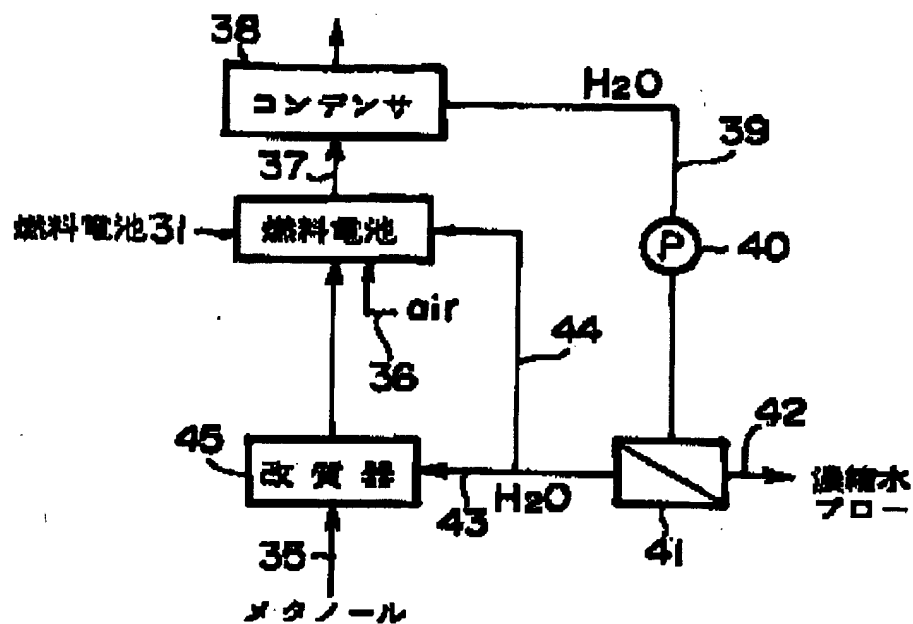 38
コンデンサ
H2O
39
37
燃料電池31
燃料電池
P
40
air
36
44
45
改質器
43
H2O
41
42
濃縮水
ブロー
35
メタノール